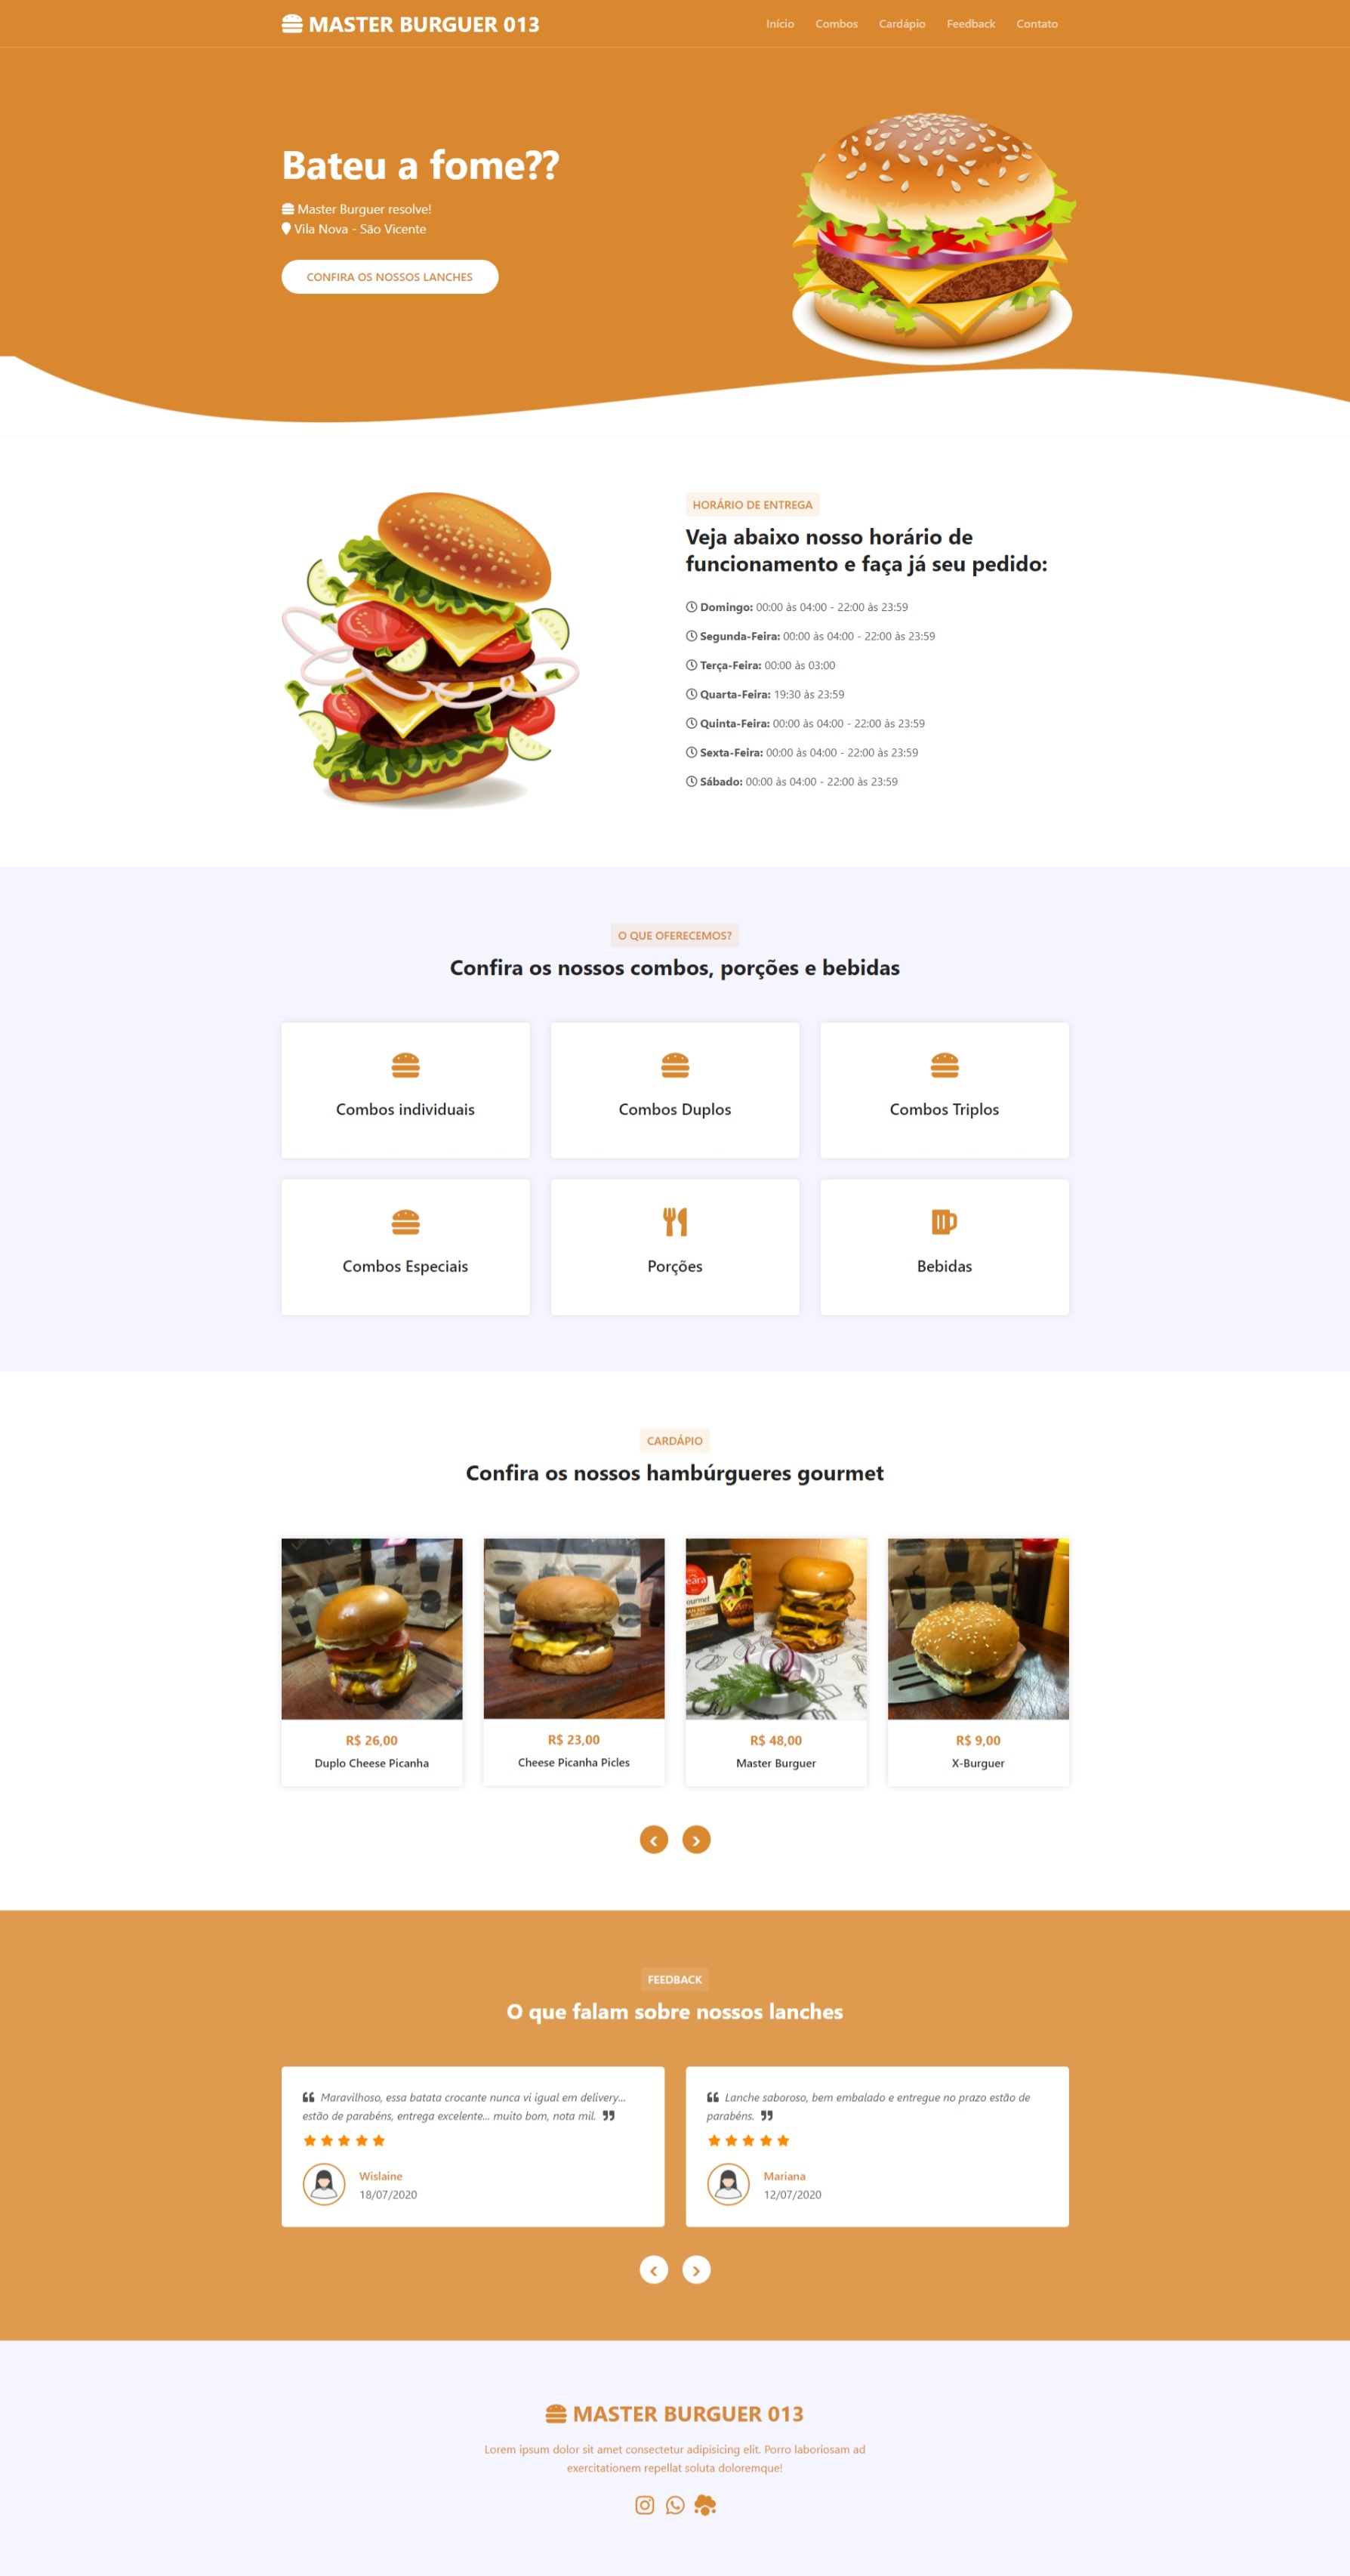 MASTER BURGUER 013
Início Combos Cardápio Feedback Contato
Bateu a fome??
Master Burguer resolve!
Vila Nova - São Vicente
CONFIRA OS NOSSOS LANCHES
HORÁRIO DE ENTREGA
Veja abaixo nosso horário de
funcionamento e faça já seu pedido:
Domingo: 00:00 às 04:00 - 22:00 às 23:59
Segunda-Feira: 00:00 às 04:00 - 22:00 às 23:59
Terça-Feira: 00:00 às 03:00
Quarta-Feira: 19:30 às 23:59
Quinta-Feira: 00:00 às 04:00 - 22:00 às 23:59
Sexta-Feira: 00:00 às 04:00 - 22:00 às 23:59
Sábado: 00:00 às 04:00 - 22:00 às 23:59
O QUE OFERECEMOS?
Confira os nossos combos, porções e bebidas
Combos individuais
Combos Duplos
Combos Triplos
Combos Especiais
Porções
Bebidas
CARDÁPIO
Confira os nossos hambúrgueres gourmet
R$ 26,00
Duplo Cheese Picanha
R$ 23,00
Cheese Picanha Picles
R$ 48,00
Master Burguer
R$ 9,00
X-Burguer
FEEDBACK
O que falam sobre nossos lanches
❝ Maravilhoso, essa batata crocante nunca vi igual em delivery...
estão de parabéns, entrega excelente... muito bom, nota mil. ❞
Wislaine
18/07/2020
❝ Lanche saboroso, bem embalado e entregue no prazo estão de
parabéns. ❞
Mariana
12/07/2020
MASTER BURGUER 013
Lorem ipsum dolor sit amet consectetur adipisicing elit. Porro laboriosam ad
exercitationem repellat soluta doloremque!